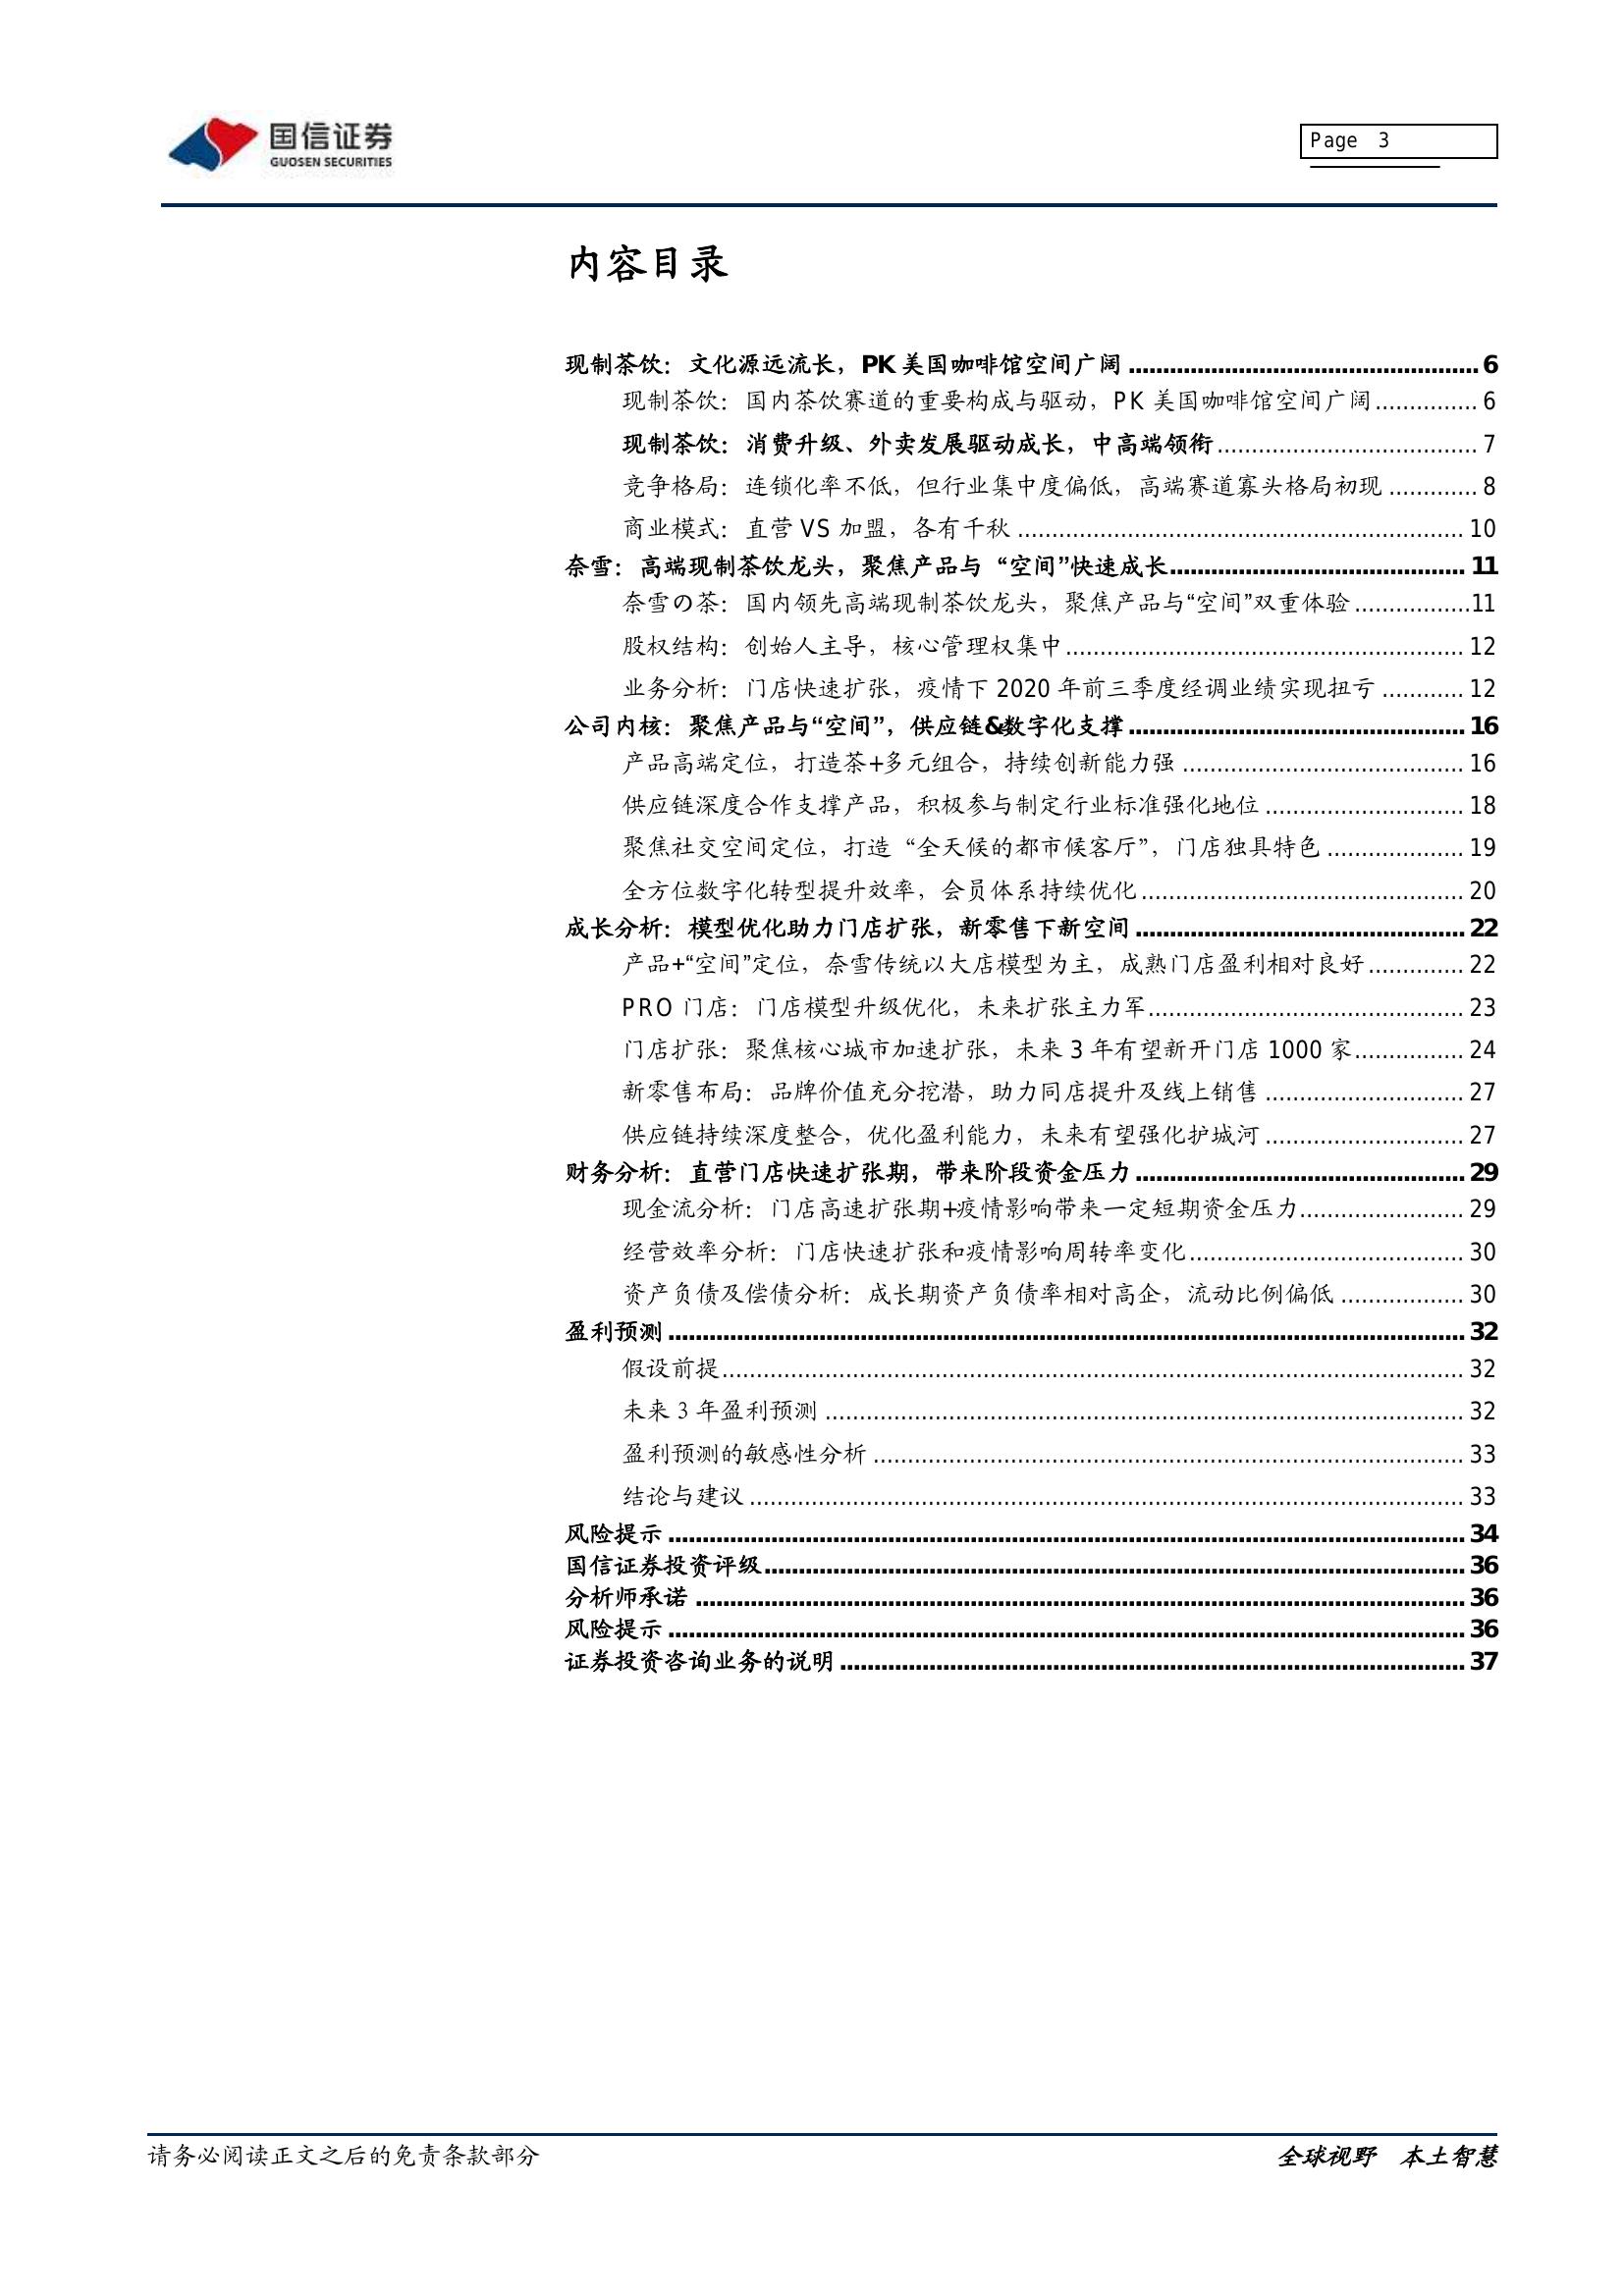 国信证券
GUOSEN SECURITIES
Page 3
内容目录
现制茶饮：文化源远流长，PK 美国咖啡馆空间广阔 ................................................... 6
现制茶饮：国内茶饮赛道的重要构成与驱动，PK 美国咖啡馆空间广阔............... 6
现制茶饮：消费升级、外卖发展驱动成长，中高端领衔...................................... 7
竞争格局：连锁化率不低，但行业集中度偏低，高端赛道寡头格局初现 ............. 8
商业模式：直营 VS 加盟，各有千秋 ................................................................. 10
奈雪：高端现制茶饮龙头，聚焦产品与“空间”快速成长........................................... 11
奈雪の茶：国内领先高端现制茶饮龙头，聚焦产品与“空间”双重体验 .................11
股权结构：创始人主导，核心管理权集中.......................................................... 12
业务分析：门店快速扩张，疫情下 2020 年前三季度经调业绩实现扭亏 ............ 12
公司内核：聚焦产品与“空间”，供应链&数字化支撑 ................................................. 16
产品高端定位，打造茶+多元组合，持续创新能力强 ......................................... 16
供应链深度合作支撑产品，积极参与制定行业标准强化地位 ............................. 18
聚焦社交空间定位，打造“全天候的都市候客厅”，门店独具特色 .................... 19
全方位数字化转型提升效率，会员体系持续优化............................................... 20
成长分析：模型优化助力门店扩张，新零售下新空间 ................................................ 22
产品+“空间”定位，奈雪传统以大店模型为主，成熟门店盈利相对良好.............. 22
PRO 门店：门店模型升级优化，未来扩张主力军.............................................. 23
门店扩张：聚焦核心城市加速扩张，未来 3 年有望新开门店 1000 家................ 24
新零售布局：品牌价值充分挖潜，助力同店提升及线上销售 ............................. 27
供应链持续深度整合，优化盈利能力，未来有望强化护城河............................. 27
财务分析：直营门店快速扩张期，带来阶段资金压力 ................................................ 29
现金流分析：门店高速扩张期+疫情影响带来一定短期资金压力........................ 29
经营效率分析：门店快速扩张和疫情影响周转率变化........................................ 30
资产负债及偿债分析：成长期资产负债率相对高企，流动比例偏低 .................. 30
盈利预测 .................................................................................................................... 32
假设前提............................................................................................................ 32
未来 3 年盈利预测 ............................................................................................. 32
盈利预测的敏感性分析 ...................................................................................... 33
结论与建议 ........................................................................................................ 33
风险提示 .................................................................................................................... 34
国信证券投资评级...................................................................................................... 36
分析师承诺 ................................................................................................................ 36
风险提示 .................................................................................................................... 36
证券投资咨询业务的说明 ........................................................................................... 37
请务必阅读正文之后的免责条款部分
全球视野 本土智慧